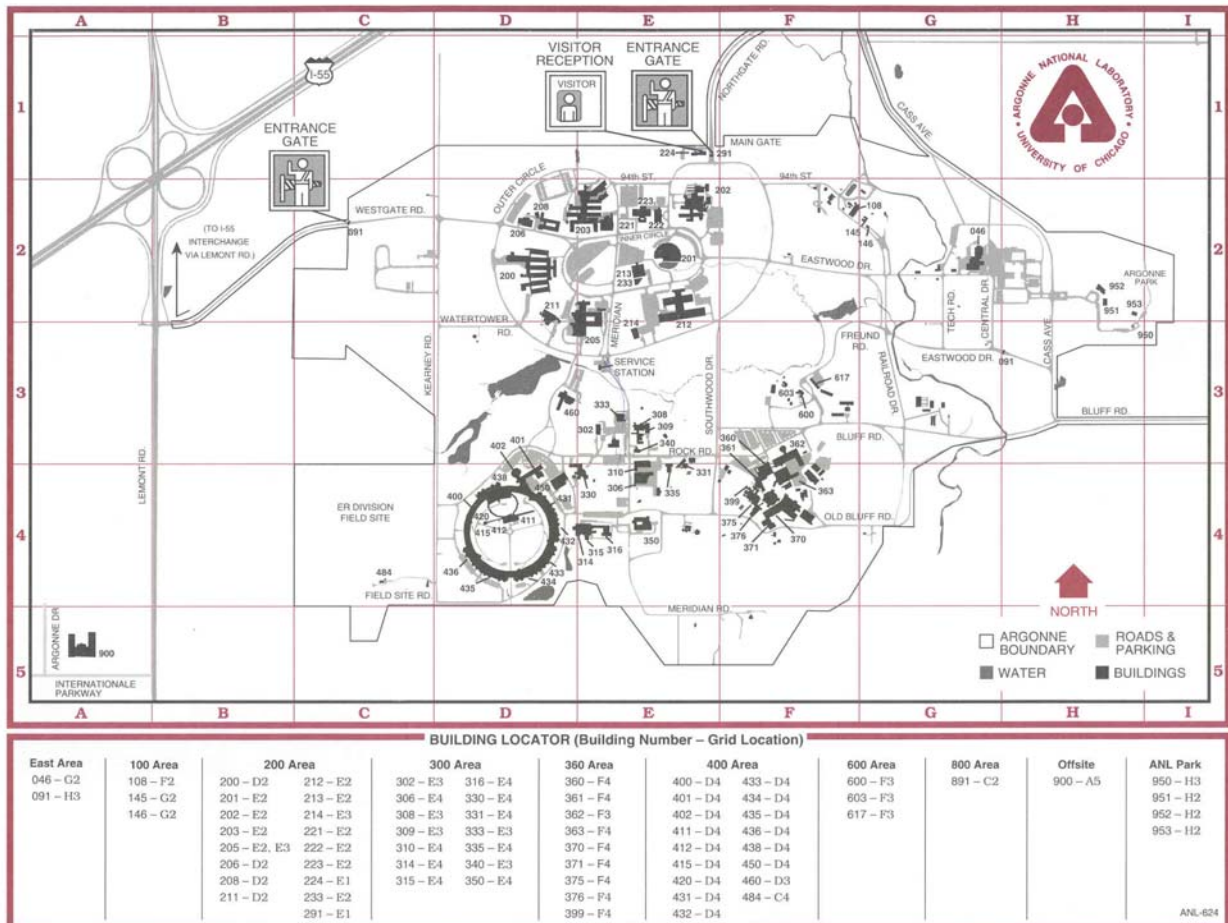 A B C D E F G H I
1
2
3
4
5
I-55
VISITOR
RECEPTION
VISITOR
ENTRANCE
GATE
NORTHGATE RD.
CASS AVE.
ARGONNE NATIONAL LABORATORY
UNIVERSITY OF CHICAGO
ENTRANCE
GATE
224
291
MAIN GATE
OUTER CIRCLE
94th ST.
94th ST.
202
208
223
108
WESTGATE RD.
091
206
203
221
222
145
146
046
(TO I-55
INTERCHANGE
VIA LEMONT RD.)
INNER CIRCLE
201
EASTWOOD DR.
200
213
233
ARGONNE
PARK
952
951
953
950
211
WATERTOWER
RD.
MERIDIAN
214
212
TECH RD.
CENTRAL DR.
205
FREUND
RD.
EASTWOOD DR.
091
CASS AVE.
KEARNEY RD.
SERVICE
STATION
SOUTHWOOD DR.
RAILROAD DR.
617
603
600
460
333
308
302
309
340
BLUFF RD.
BLUFF RD.
LEMONT RD.
ROCK RD.
360
361
362
402
401
438
450
310
306
331
335
330
431
399
363
400
375
376
371
370
OLD BLUFF RD.
ER DIVISION
FIELD SITE
420
415
412
411
432
314
315
316
350
436
435
433
434
484
FIELD SITE RD.
MERIDIAN RD.
NORTH
ARGONNE DR.
900
INTERNATIONALE
PARKWAY
ARGONNE
BOUNDARY
ROADS &
PARKING
WATER
BUILDINGS
1
2
3
4
5
A B C D E F G H I
BUILDING LOCATOR (Building Number – Grid Location)
East Area 100 Area 200 Area 300 Area 360 Area 400 Area 600 Area 800 Area Offsite ANL Park
046 – G2 108 – F2 200 – D2 212 – E2 302 – E3 316 – E4 360 – F4 400 – D4 433 – D4 600 – F3 891 – C2 900 – A5 950 – H3
091 – H3 145 – G2 201 – E2 213 – E2 306 – E4 330 – E4 361 – F4 401 – D4 434 – D4 603 – F3 951 – H2
146 – G2 202 – E2 214 – E3 308 – E3 331 – E4 362 – F3 402 – D4 435 – D4 617 – F3 952 – H2
203 – E2 221 – E2 309 – E3 333 – E3 363 – F4 411 – D4 436 – D4 953 – H2
205 – E2, E3 222 – E2 310 – E4 335 – E4 370 – F4 412 – D4 438 – D4
206 – D2 223 – E2 314 – E4 340 – E3 371 – F4 415 – D4 450 – D4
208 – D2 224 – E1 315 – E4 350 – E4 375 – F4 420 – D4 460 – D3
211 – D2 233 – E2 376 – F4 431 – D4 484 – C4
291 – E1 399 – F4 432 – D4
ANL-624